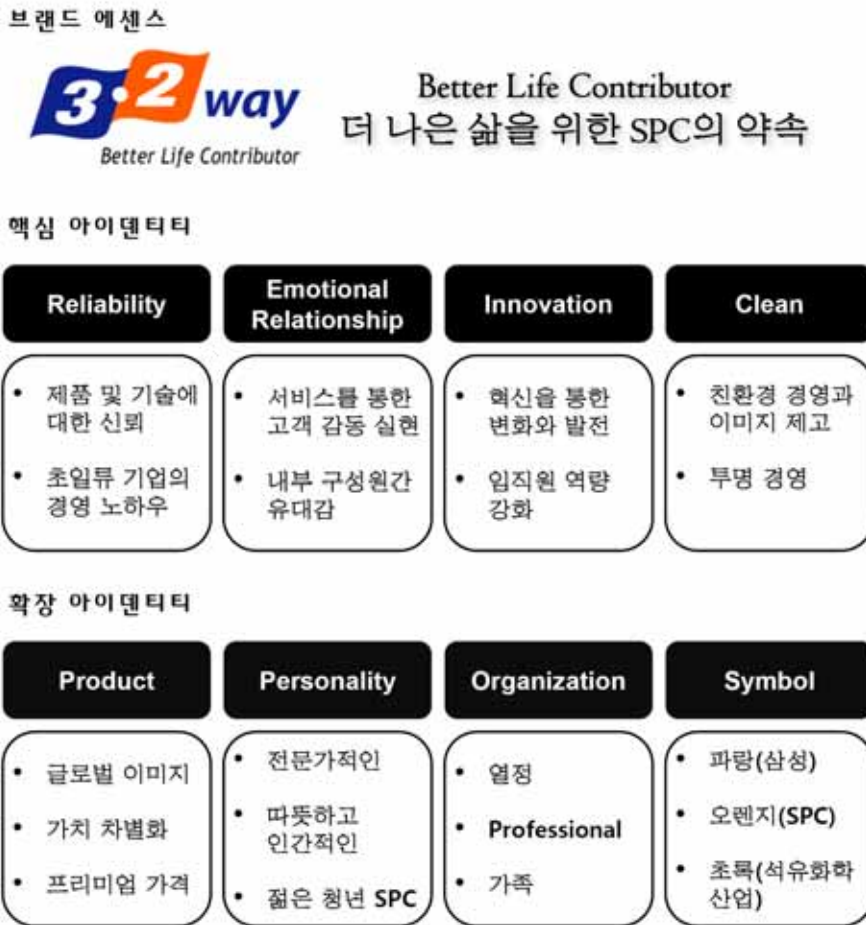 브랜드 에센스
3·2 way
Better Life Contributor
Better Life Contributor
더 나은 삶을 위한 SPC의 약속
핵심 아이덴티티
Reliability
제품 및 기술에
대한 신뢰
초일류 기업의
경영 노하우
Emotional
Relationship
서비스를 통한
고객 감동 실현
내부 구성원간
유대감
Innovation
혁신을 통한
변화와 발전
임직원 역량
강화
Clean
친환경 경영과
이미지 제고
투명 경영
확장 아이덴티티
Product
글로벌 이미지
가치 차별화
프리미엄 가격
Personality
전문가적인
따뜻하고
인간적인
젊은 청년 SPC
Organization
열정
Professional
가족
Symbol
파랑(삼성)
오렌지(SPC)
초록(석유화학
산업)